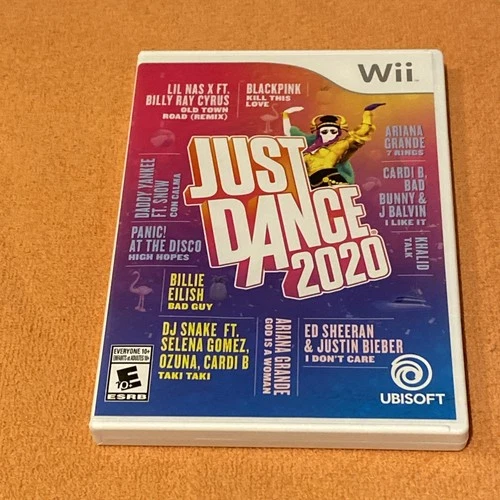 Wii
LIL NAS X FT.
BILLY RAY CYRUS
OLD TOWN
ROAD (REMIX)
BLACKPINK
KILL THIS
LOVE
ARIANA
GRANDE
7 RINGS
DADDY YANKEE
FT. SNOW
CON CALMA
JUST
DANCE
2020
CARDI B,
BAD
BUNNY &
J BALVIN
I LIKE IT
PANIC!
AT THE DISCO
HIGH HOPES
KHALID
TALK
BILLIE
EILISH
BAD GUY
DJ SNAKE FT.
SELENA GOMEZ,
OZUNA, CARDI B
TAKI TAKI
ARIANA GRANDE
GOD IS A WOMAN
ED SHEERAN
& JUSTIN BIEBER
I DON'T CARE
EVERYONE 10+
E10+
ESRB
UBISOFT